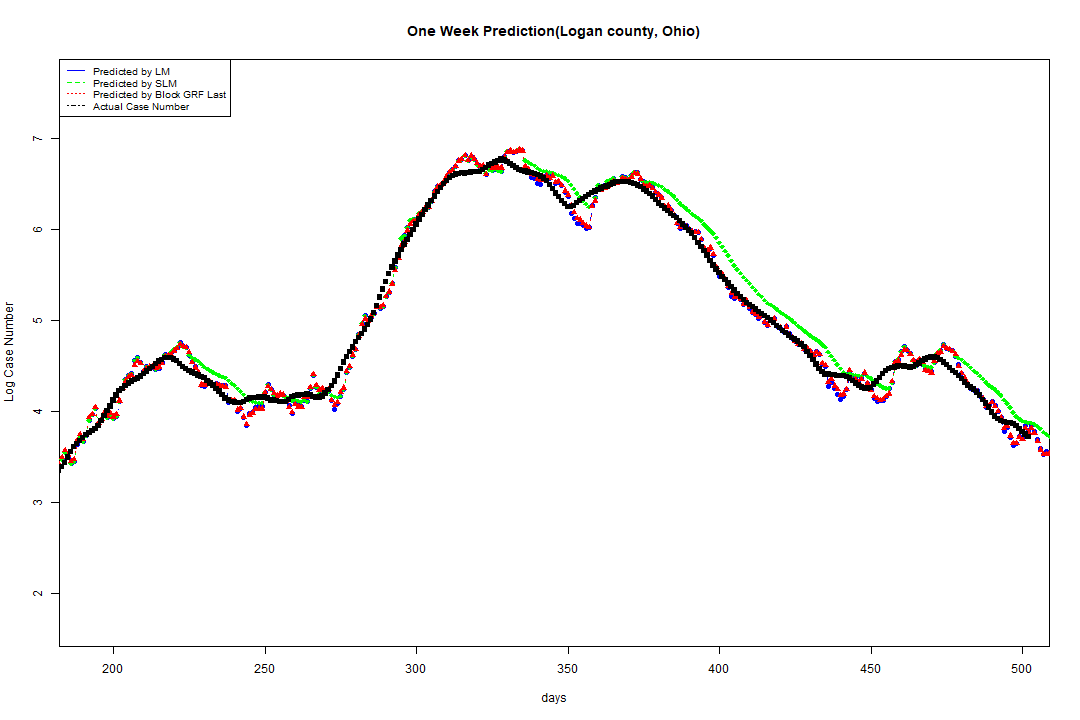 One Week Prediction(Logan county, Ohio)
Predicted by LM
Predicted by SLM
Predicted by Block GRF Last
Actual Case Number
Log Case Number
7
6
5
4
3
2
200 250 300 350 400 450 500
days